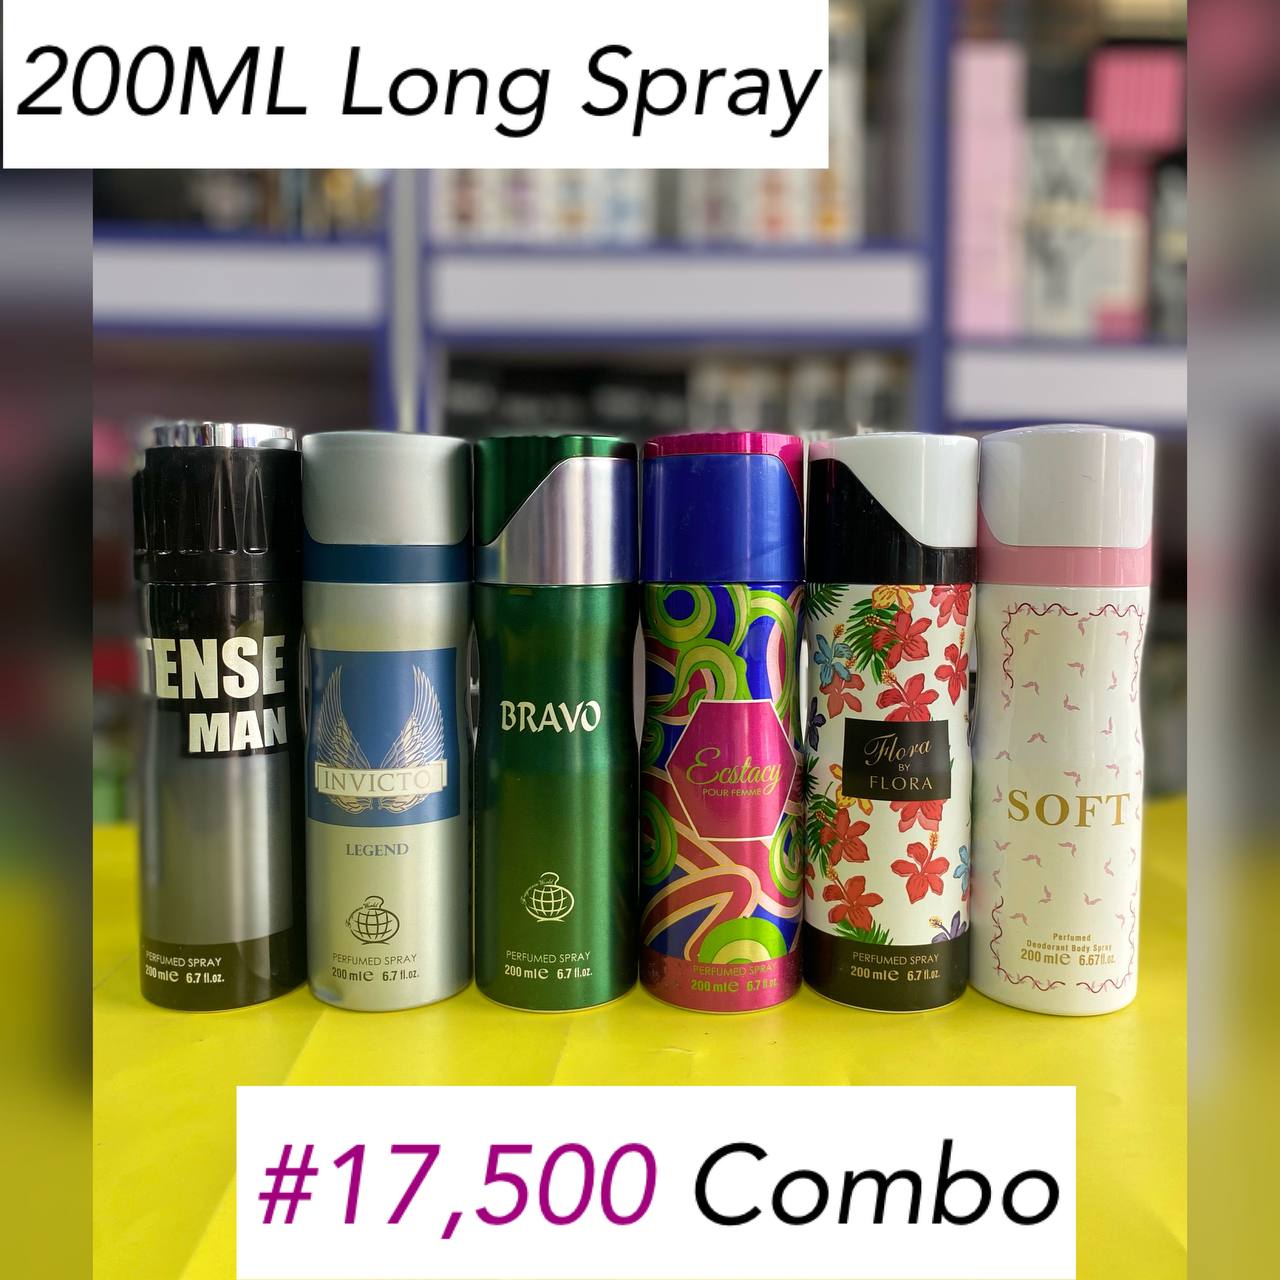 200ML Long Spray
TENSE
MAN
PERFUMED SPRAY
200 ml e 6.7 fl.oz.
INVICTO
LEGEND
PERFUMED SPRAY
200 ml e 6.7 fl.oz.
BRAVO
PERFUMED SPRAY
200 ml e 6.7 fl.oz.
Ecstacy
POUR FEMME
PERFUMED SPRAY
200 ml e 6.7 fl.oz.
Flora
BY
FLORA
PERFUMED SPRAY
200 ml e 6.7 fl.oz.
SOFT
Perfumed
Deodorant Body Spray
200 ml e 6.67fl.oz.
#17,500 Combo